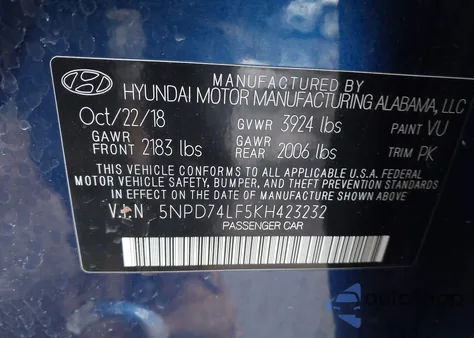 MANUFACTURED BY
HYUNDAI MOTOR MANUFACTURING ALABAMA, LLC
Oct/22/18 GVWR 3924 lbs PAINT VU
GAWR FRONT 2183 lbs GAWR REAR 2006 lbs TRIM PK
THIS VEHICLE CONFORMS TO ALL APPLICABLE U.S.A. FEDERAL
MOTOR VEHICLE SAFETY, BUMPER, AND THEFT PREVENTION STANDARDS
IN EFFECT ON THE DATE OF MANUFACTURE SHOWN ABOVE.
V I N 5NPD74LF5KH423232
PASSENGER CAR